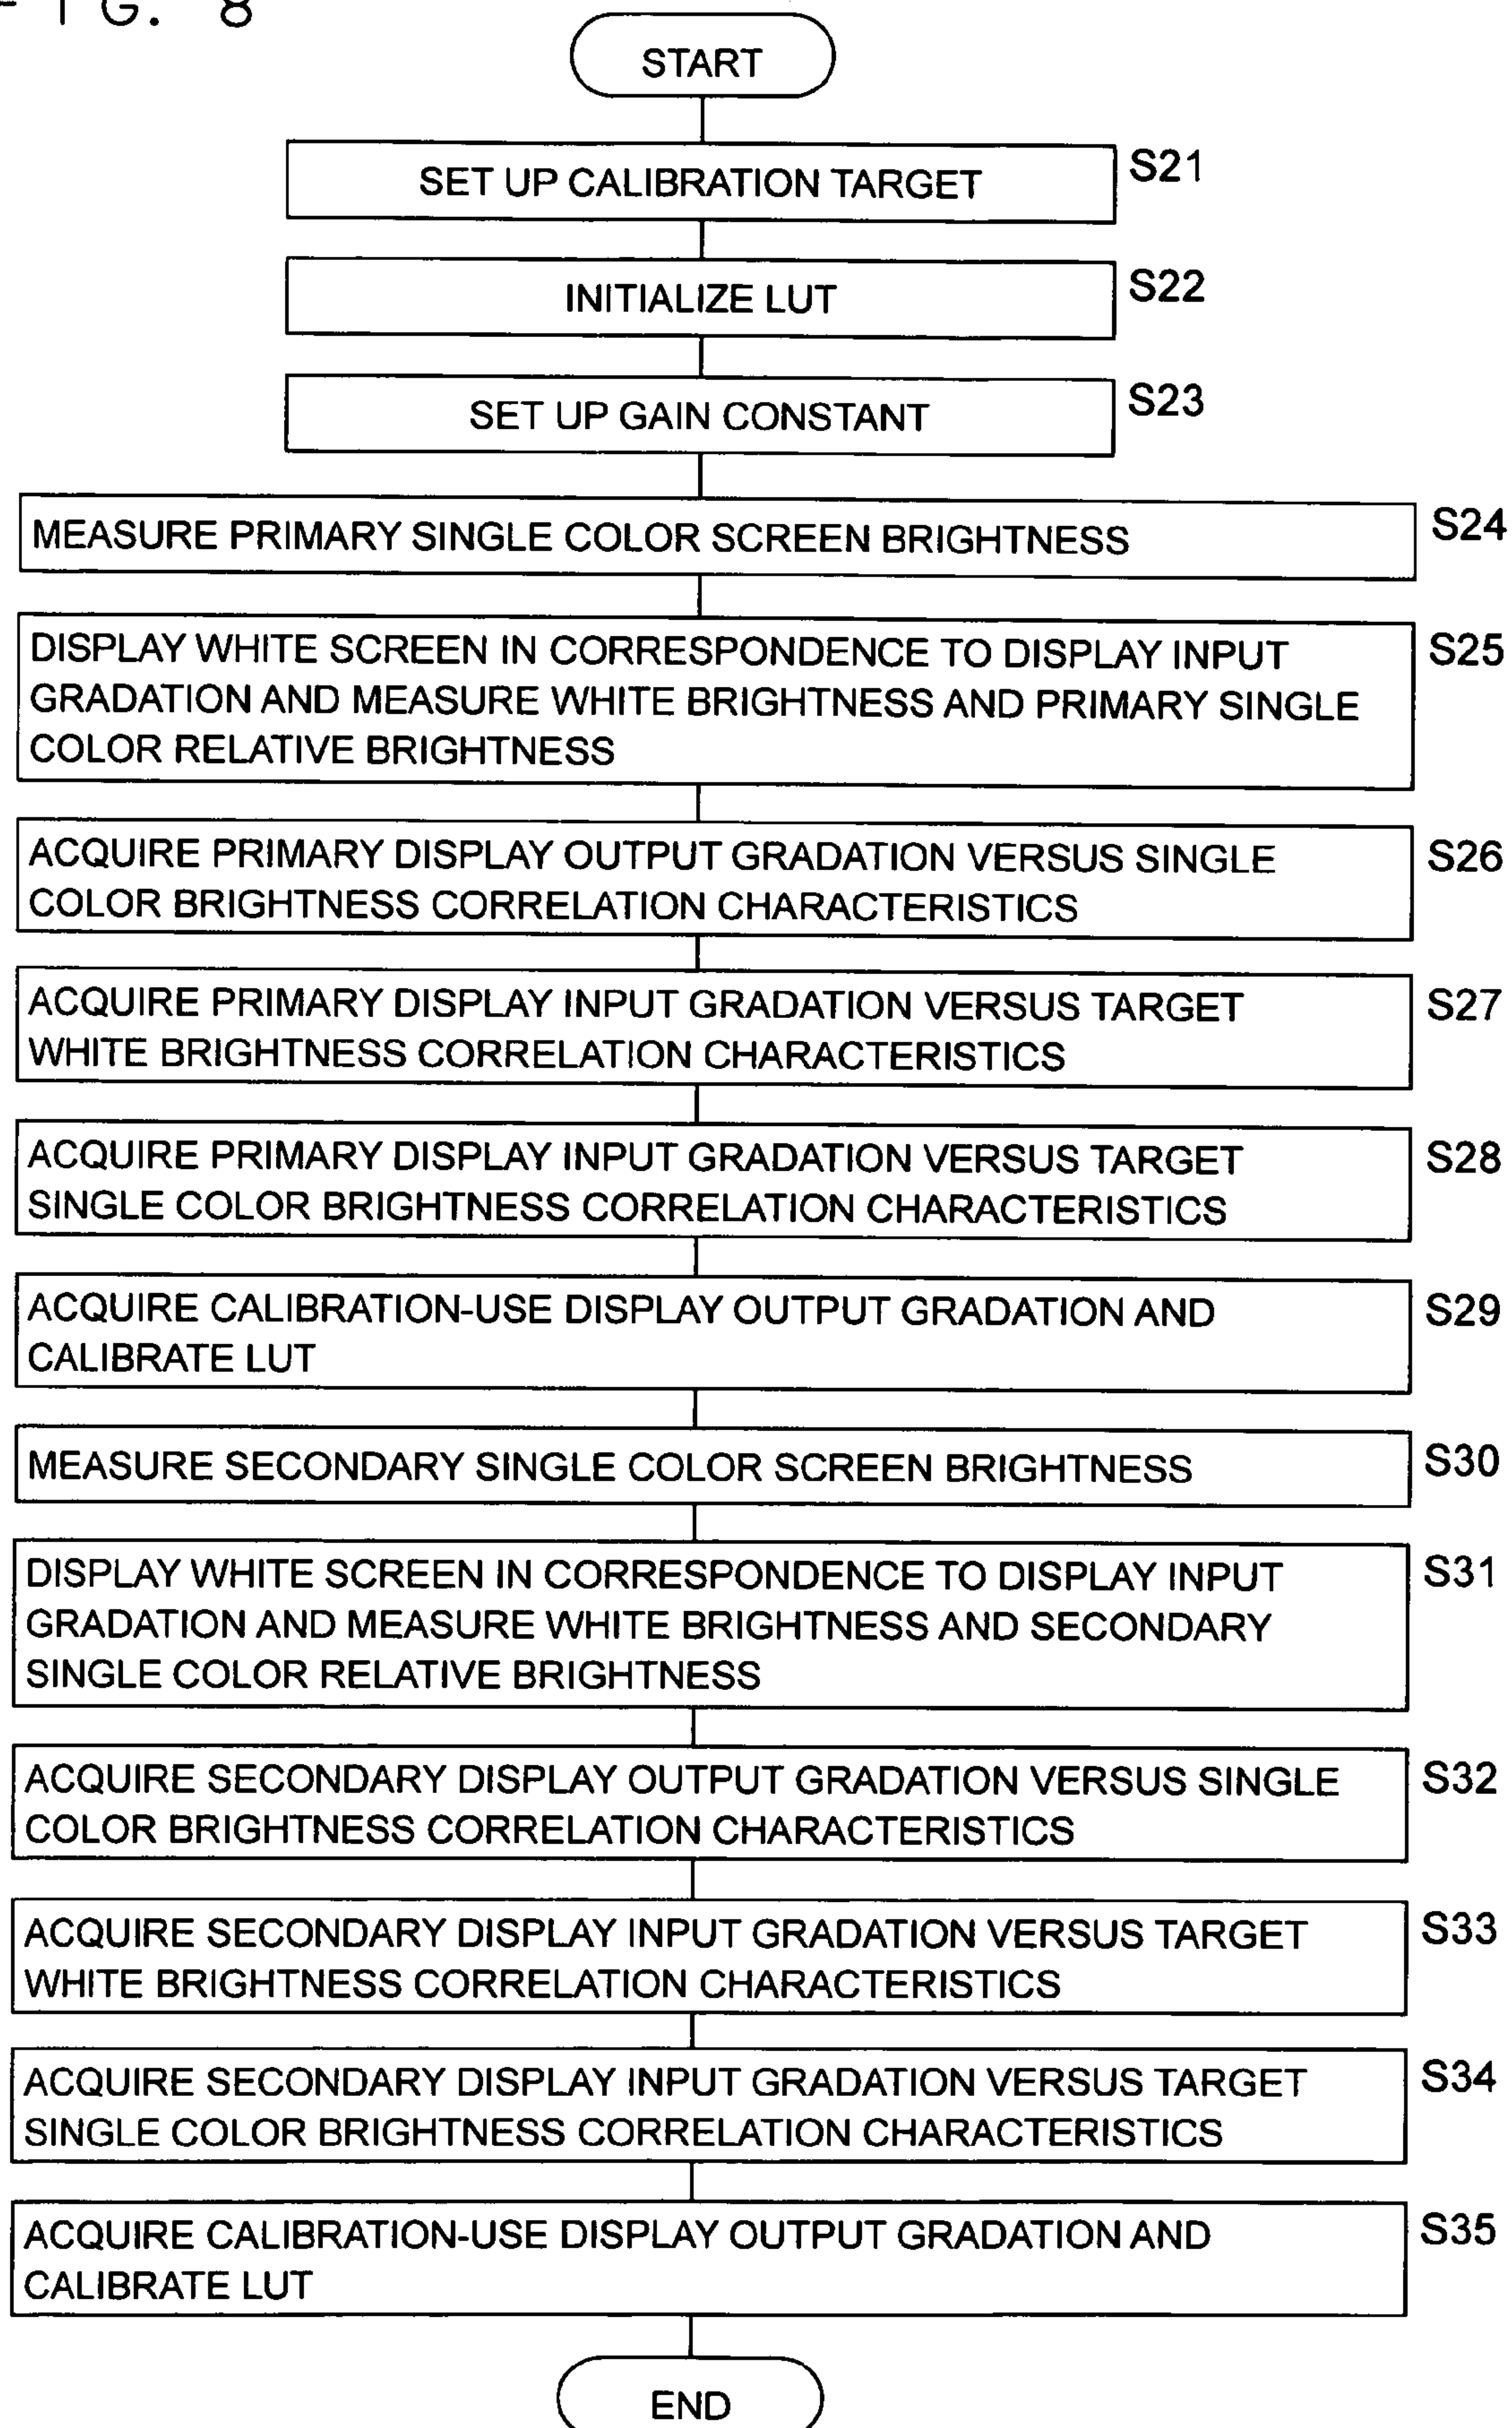 FIG. 8
START
SET UP CALIBRATION TARGET
S21
INITIALIZE LUT
S22
SET UP GAIN CONSTANT
S23
MEASURE PRIMARY SINGLE COLOR SCREEN BRIGHTNESS
S24
DISPLAY WHITE SCREEN IN CORRESPONDENCE TO DISPLAY INPUT
GRADATION AND MEASURE WHITE BRIGHTNESS AND PRIMARY SINGLE
COLOR RELATIVE BRIGHTNESS
S25
ACQUIRE PRIMARY DISPLAY OUTPUT GRADATION VERSUS SINGLE
COLOR BRIGHTNESS CORRELATION CHARACTERISTICS
S26
ACQUIRE PRIMARY DISPLAY INPUT GRADATION VERSUS TARGET
WHITE BRIGHTNESS CORRELATION CHARACTERISTICS
S27
ACQUIRE PRIMARY DISPLAY INPUT GRADATION VERSUS TARGET
SINGLE COLOR BRIGHTNESS CORRELATION CHARACTERISTICS
S28
ACQUIRE CALIBRATION-USE DISPLAY OUTPUT GRADATION AND
CALIBRATE LUT
S29
MEASURE SECONDARY SINGLE COLOR SCREEN BRIGHTNESS
S30
DISPLAY WHITE SCREEN IN CORRESPONDENCE TO DISPLAY INPUT
GRADATION AND MEASURE WHITE BRIGHTNESS AND SECONDARY
SINGLE COLOR RELATIVE BRIGHTNESS
S31
ACQUIRE SECONDARY DISPLAY OUTPUT GRADATION VERSUS SINGLE
COLOR BRIGHTNESS CORRELATION CHARACTERISTICS
S32
ACQUIRE SECONDARY DISPLAY INPUT GRADATION VERSUS TARGET
WHITE BRIGHTNESS CORRELATION CHARACTERISTICS
S33
ACQUIRE SECONDARY DISPLAY INPUT GRADATION VERSUS TARGET
SINGLE COLOR BRIGHTNESS CORRELATION CHARACTERISTICS
S34
ACQUIRE CALIBRATION-USE DISPLAY OUTPUT GRADATION AND
CALIBRATE LUT
S35
END